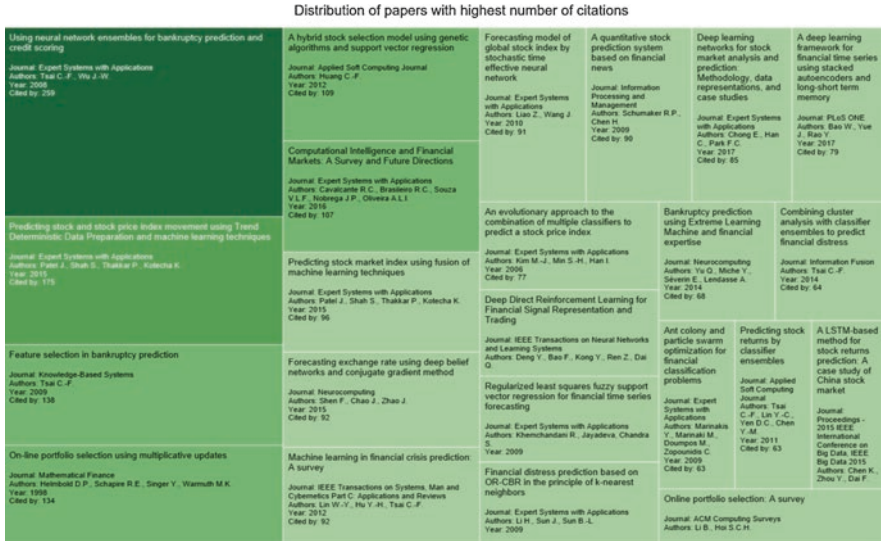 Distribution of papers with highest number of citations
Using neural network ensembles for bankruptcy prediction and
credit scoring
Journal: Expert Systems with Applications
Authors: Tsai C.-F., Wu J.-W.
Year: 2008
Cited by: 259
Predicting stock and stock price index movement using Trend
Deterministic Data Preparation and machine learning techniques
Journal: Expert Systems with Applications
Authors: Patel J., Shah S., Thakkar P., Kotecha K.
Year: 2015
Cited by: 175
Feature selection in bankruptcy prediction
Journal: Knowledge-Based Systems
Authors: Tsai C.-F.
Year: 2009
Cited by: 138
On-line portfolio selection using multiplicative updates
Journal: Mathematical Finance
Authors: Helmbold D.P., Schapire R.E., Singer Y., Warmuth M.K.
Year: 1998
Cited by: 134
A hybrid stock selection model using genetic
algorithms and support vector regression
Journal: Applied Soft Computing Journal
Authors: Huang C.-F.
Year: 2012
Cited by: 109
Computational Intelligence and Financial
Markets: A Survey and Future Directions
Journal: Expert Systems with Applications
Authors: Cavalcante R.C., Brasileiro R.C., Souza
V.L.F., Nobrega J.P., Oliveira A.L.I.
Year: 2016
Cited by: 107
Predicting stock market index using fusion of
machine learning techniques
Journal: Expert Systems with Applications
Authors: Patel J., Shah S., Thakkar P., Kotecha K.
Year: 2015
Cited by: 96
Forecasting exchange rate using deep belief
networks and conjugate gradient method
Journal: Neurocomputing
Authors: Shen F., Chao J., Zhao J.
Year: 2015
Cited by: 92
Machine learning in financial crisis prediction:
A survey
Journal: IEEE Transactions on Systems, Man and
Cybernetics Part C: Applications and Reviews
Authors: Lin W.-Y., Hu Y.-H., Tsai C.-F.
Year: 2012
Cited by: 92
Forecasting model of
global stock index by
stochastic time
effective neural
network
Journal: Expert Systems
with Applications
Authors: Liao Z., Wang J.
Year: 2010
Cited by: 91
A quantitative stock
prediction system
based on financial
news
Journal: Information
Processing and
Management
Authors: Schumaker R.P.,
Chen H.
Year: 2009
Cited by: 90
Deep learning
networks for stock
market analysis and
prediction:
Methodology, data
representations, and
case studies
Journal: Expert Systems
with Applications
Authors: Chong E., Han
C., Park F.C.
Year: 2017
Cited by: 85
A deep learning
framework for
financial time series
using stacked
autoencoders and
long-short term
memory
Journal: PLoS ONE
Authors: Bao W., Yue
J., Rao Y.
Year: 2017
Cited by: 79
An evolutionary approach to the
combination of multiple classifiers to
predict a stock price index
Journal: Expert Systems with Applications
Authors: Kim M.-J., Min S.-H., Han I.
Year: 2006
Cited by: 77
Deep Direct Reinforcement Learning for
Financial Signal Representation and
Trading
Journal: IEEE Transactions on Neural Networks
and Learning Systems
Authors: Deng Y., Bao F., Kong Y., Ren Z., Dai
Q.
Regularized least squares fuzzy support
vector regression for financial time series
forecasting
Journal: Expert Systems with Applications
Authors: Khemchandani R., Jayadeva, Chandra
S.
Year: 2009
Financial distress prediction based on
OR-CBR in the principle of k-nearest
neighbors
Journal: Expert Systems with Applications
Authors: Li H., Sun J., Sun B.-L.
Year: 2009
Bankruptcy prediction
using Extreme Learning
Machine and financial
expertise
Journal: Neurocomputing
Authors: Yu Q., Miche Y.,
Séverin E., Lendasse A.
Year: 2014
Cited by: 68
Combining cluster
analysis with classifier
ensembles to predict
financial distress
Journal: Information Fusion
Authors: Tsai C.-F.
Year: 2014
Cited by: 64
Ant colony and
particle swarm
optimization for
financial
classification
problems
Journal: Expert
Systems with
Applications
Authors: Marinakis
Y., Marinaki M.,
Doumpos M.,
Zopounidis C.
Year: 2009
Cited by: 63
Predicting stock
returns by
classifier
ensembles
Journal: Applied
Soft Computing
Journal
Authors: Tsai
C.-F., Lin Y.-C.,
Yen D.C., Chen
Y.-M.
Year: 2011
Cited by: 63
A LSTM-based
method for
stock returns
prediction: A
case study of
China stock
market
Journal:
Proceedings -
2015 IEEE
International
Conference on
Big Data, IEEE
Big Data 2015
Authors: Chen K.,
Zhou Y., Dai F.
Online portfolio selection: A survey
Journal: ACM Computing Surveys
Authors: Li B., Hoi S.C.H.